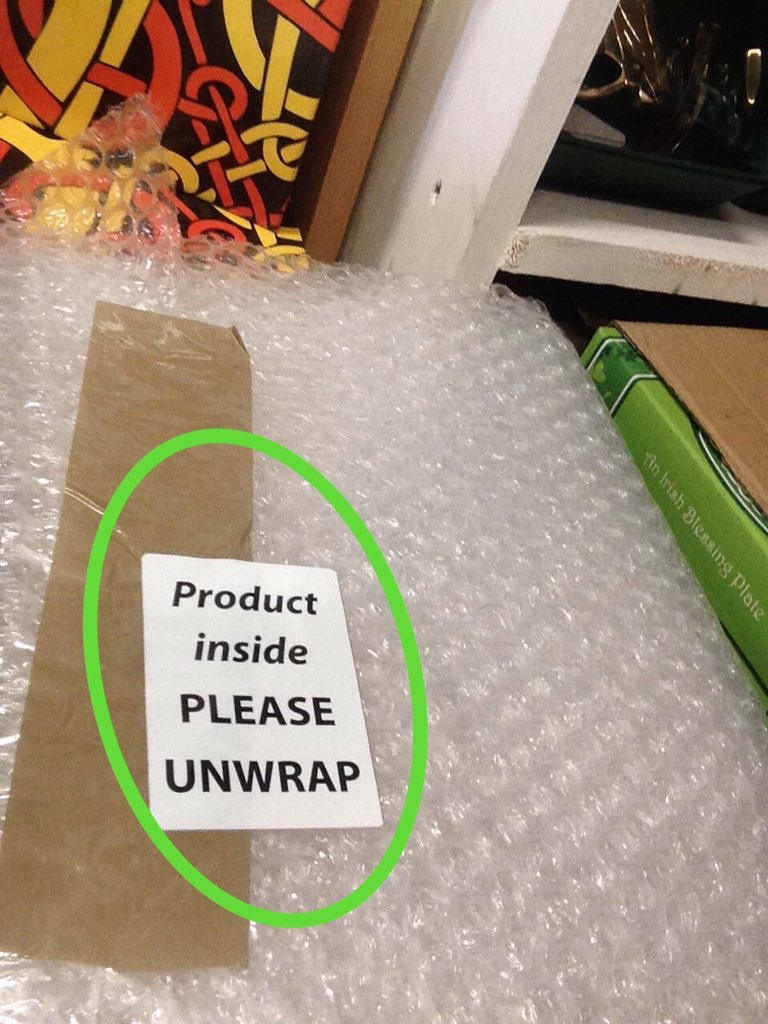 Product
inside
PLEASE
UNWRAP
An Irish Blessing Plate